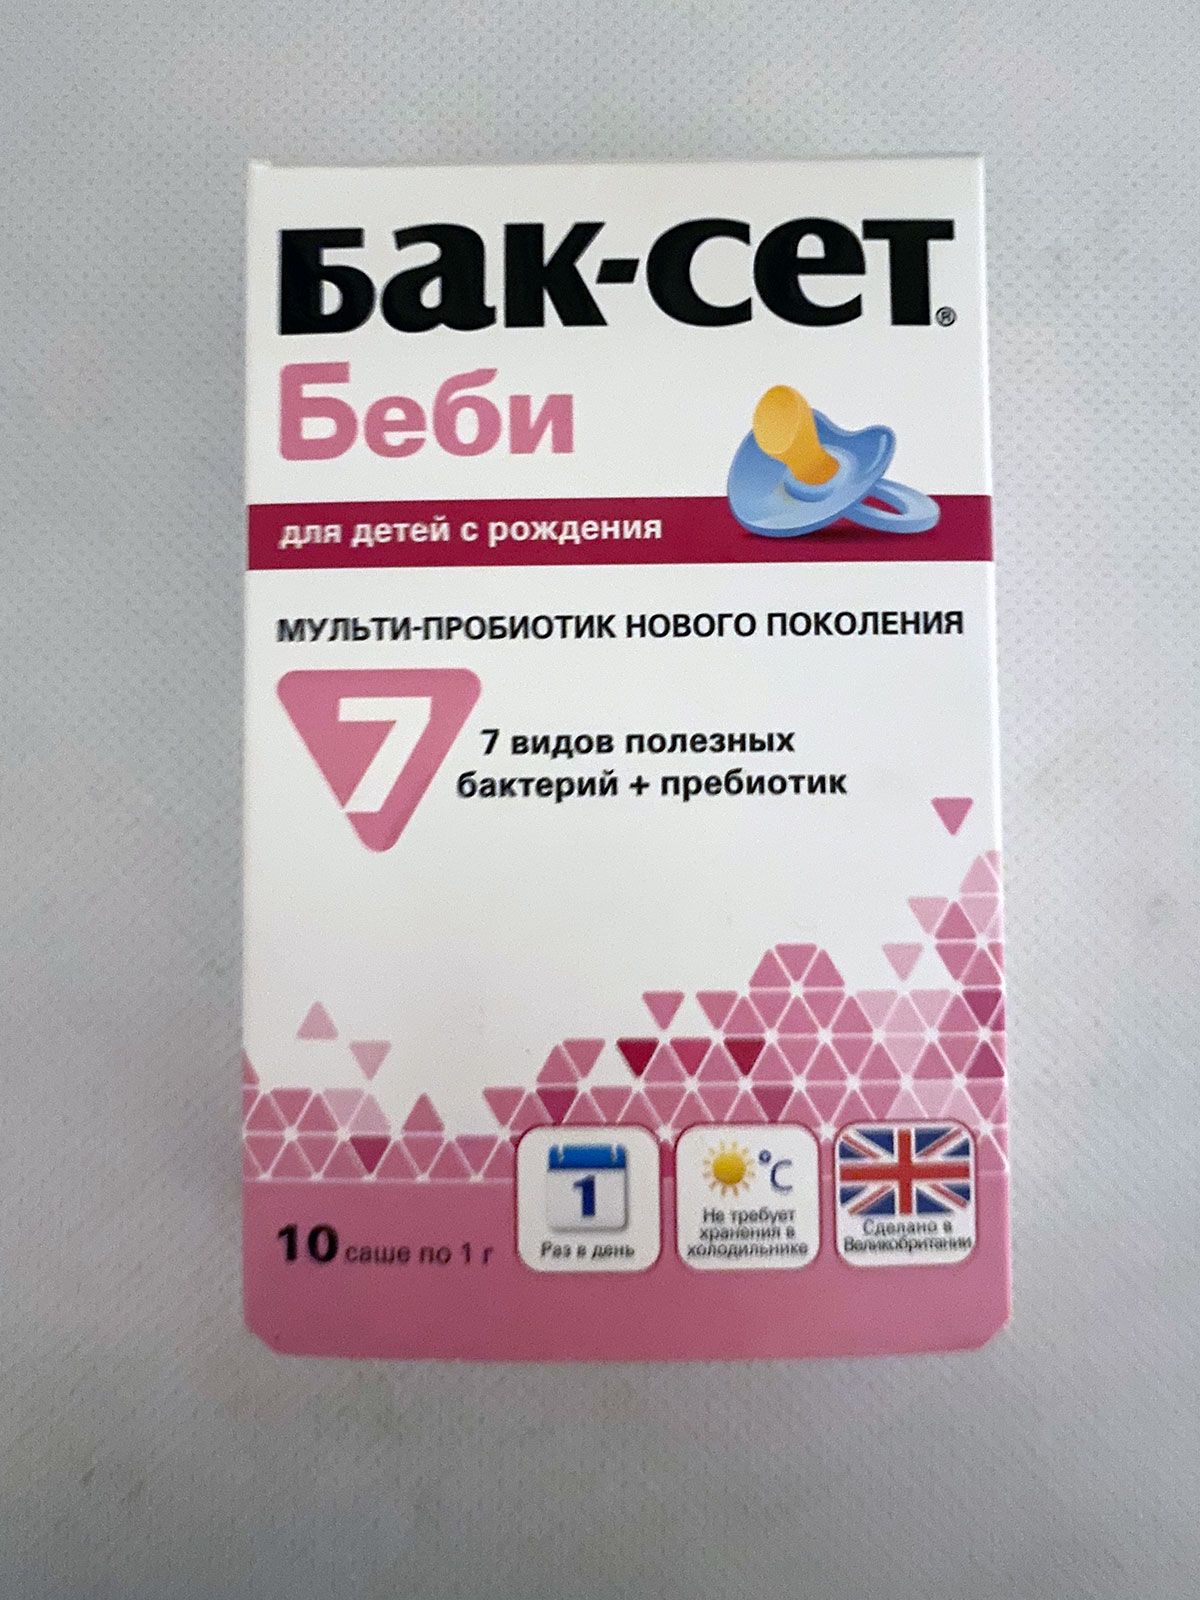 Бак-сет®
Беби
для детей с рождения
МУЛЬТИ-ПРОБИОТИК НОВОГО ПОКОЛЕНИЯ
7
7 видов полезных
бактерий + пребиотик
10 саше по 1 г
1
Раз в день
°C
Не требует
хранения в
холодильнике
Сделано в
Великобритании